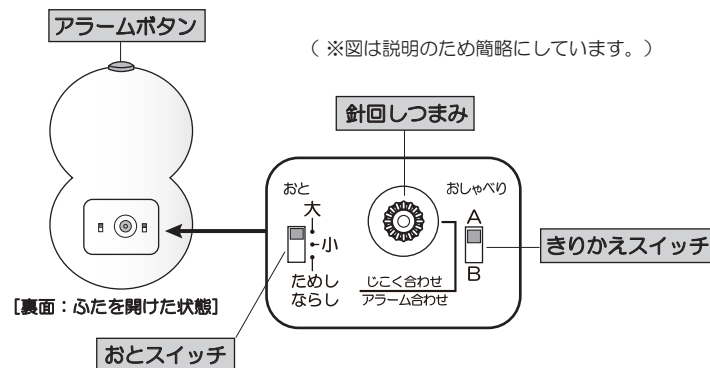 アラームボタン
（ ※図は説明のため簡略にしています。）
針回しつまみ
おと
おしゃべり
大
小
ためし
ならし
A
B
じこく合わせ
アラーム合わせ
きりかえスイッチ
[裏面：ふたを開けた状態]
おとスイッチ